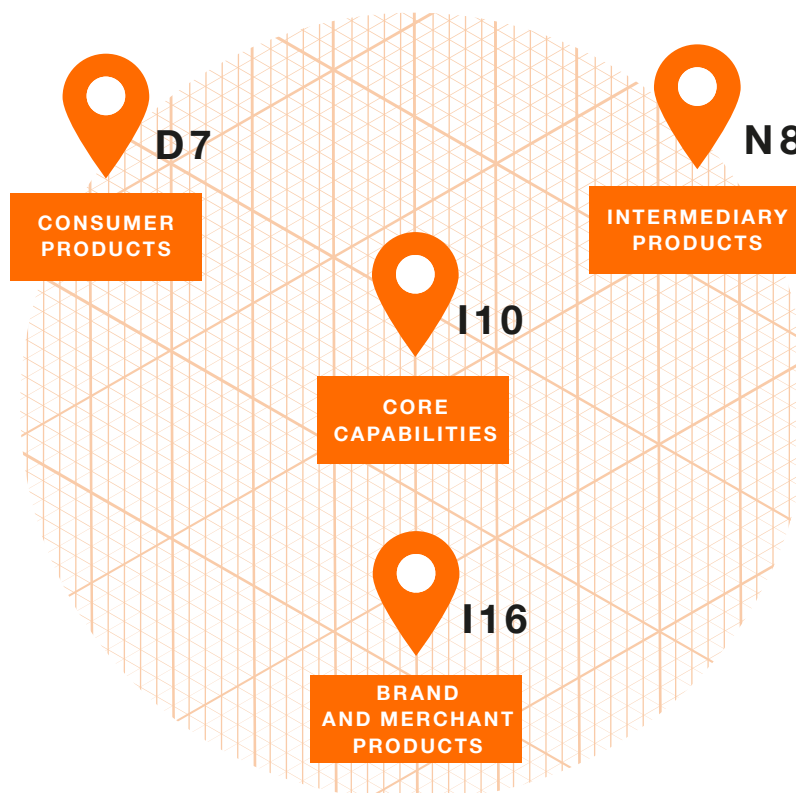 D7
CONSUMER
PRODUCTS
N8
INTERMEDIARY
PRODUCTS
I10
CORE
CAPABILITIES
I16
BRAND
AND MERCHANT
PRODUCTS